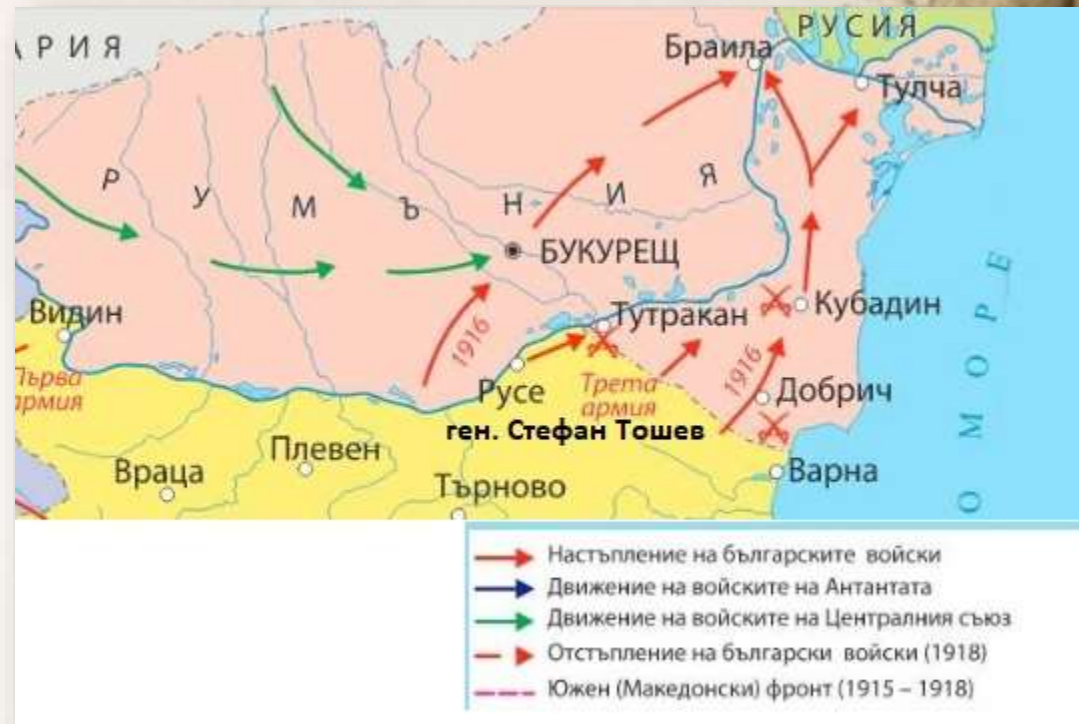 АРИЯ
РУСИЯ
Браила
Тулча
РУМЪНИЯ
БУКУРЕЩ
Видин
1916
Тутракан
Кубадин
Първа
армия
Русе
Трета
армия
1916
Добрич
ген. Стефан Тошев
Плевен
Враца
Търново
Варна
О МОРЕ
Настъпление на българските войски
Движение на войските на Антантата
Движение на войските на Централния съюз
Отстъпление на български войски (1918)
Южен (Македонски) фронт (1915 – 1918)